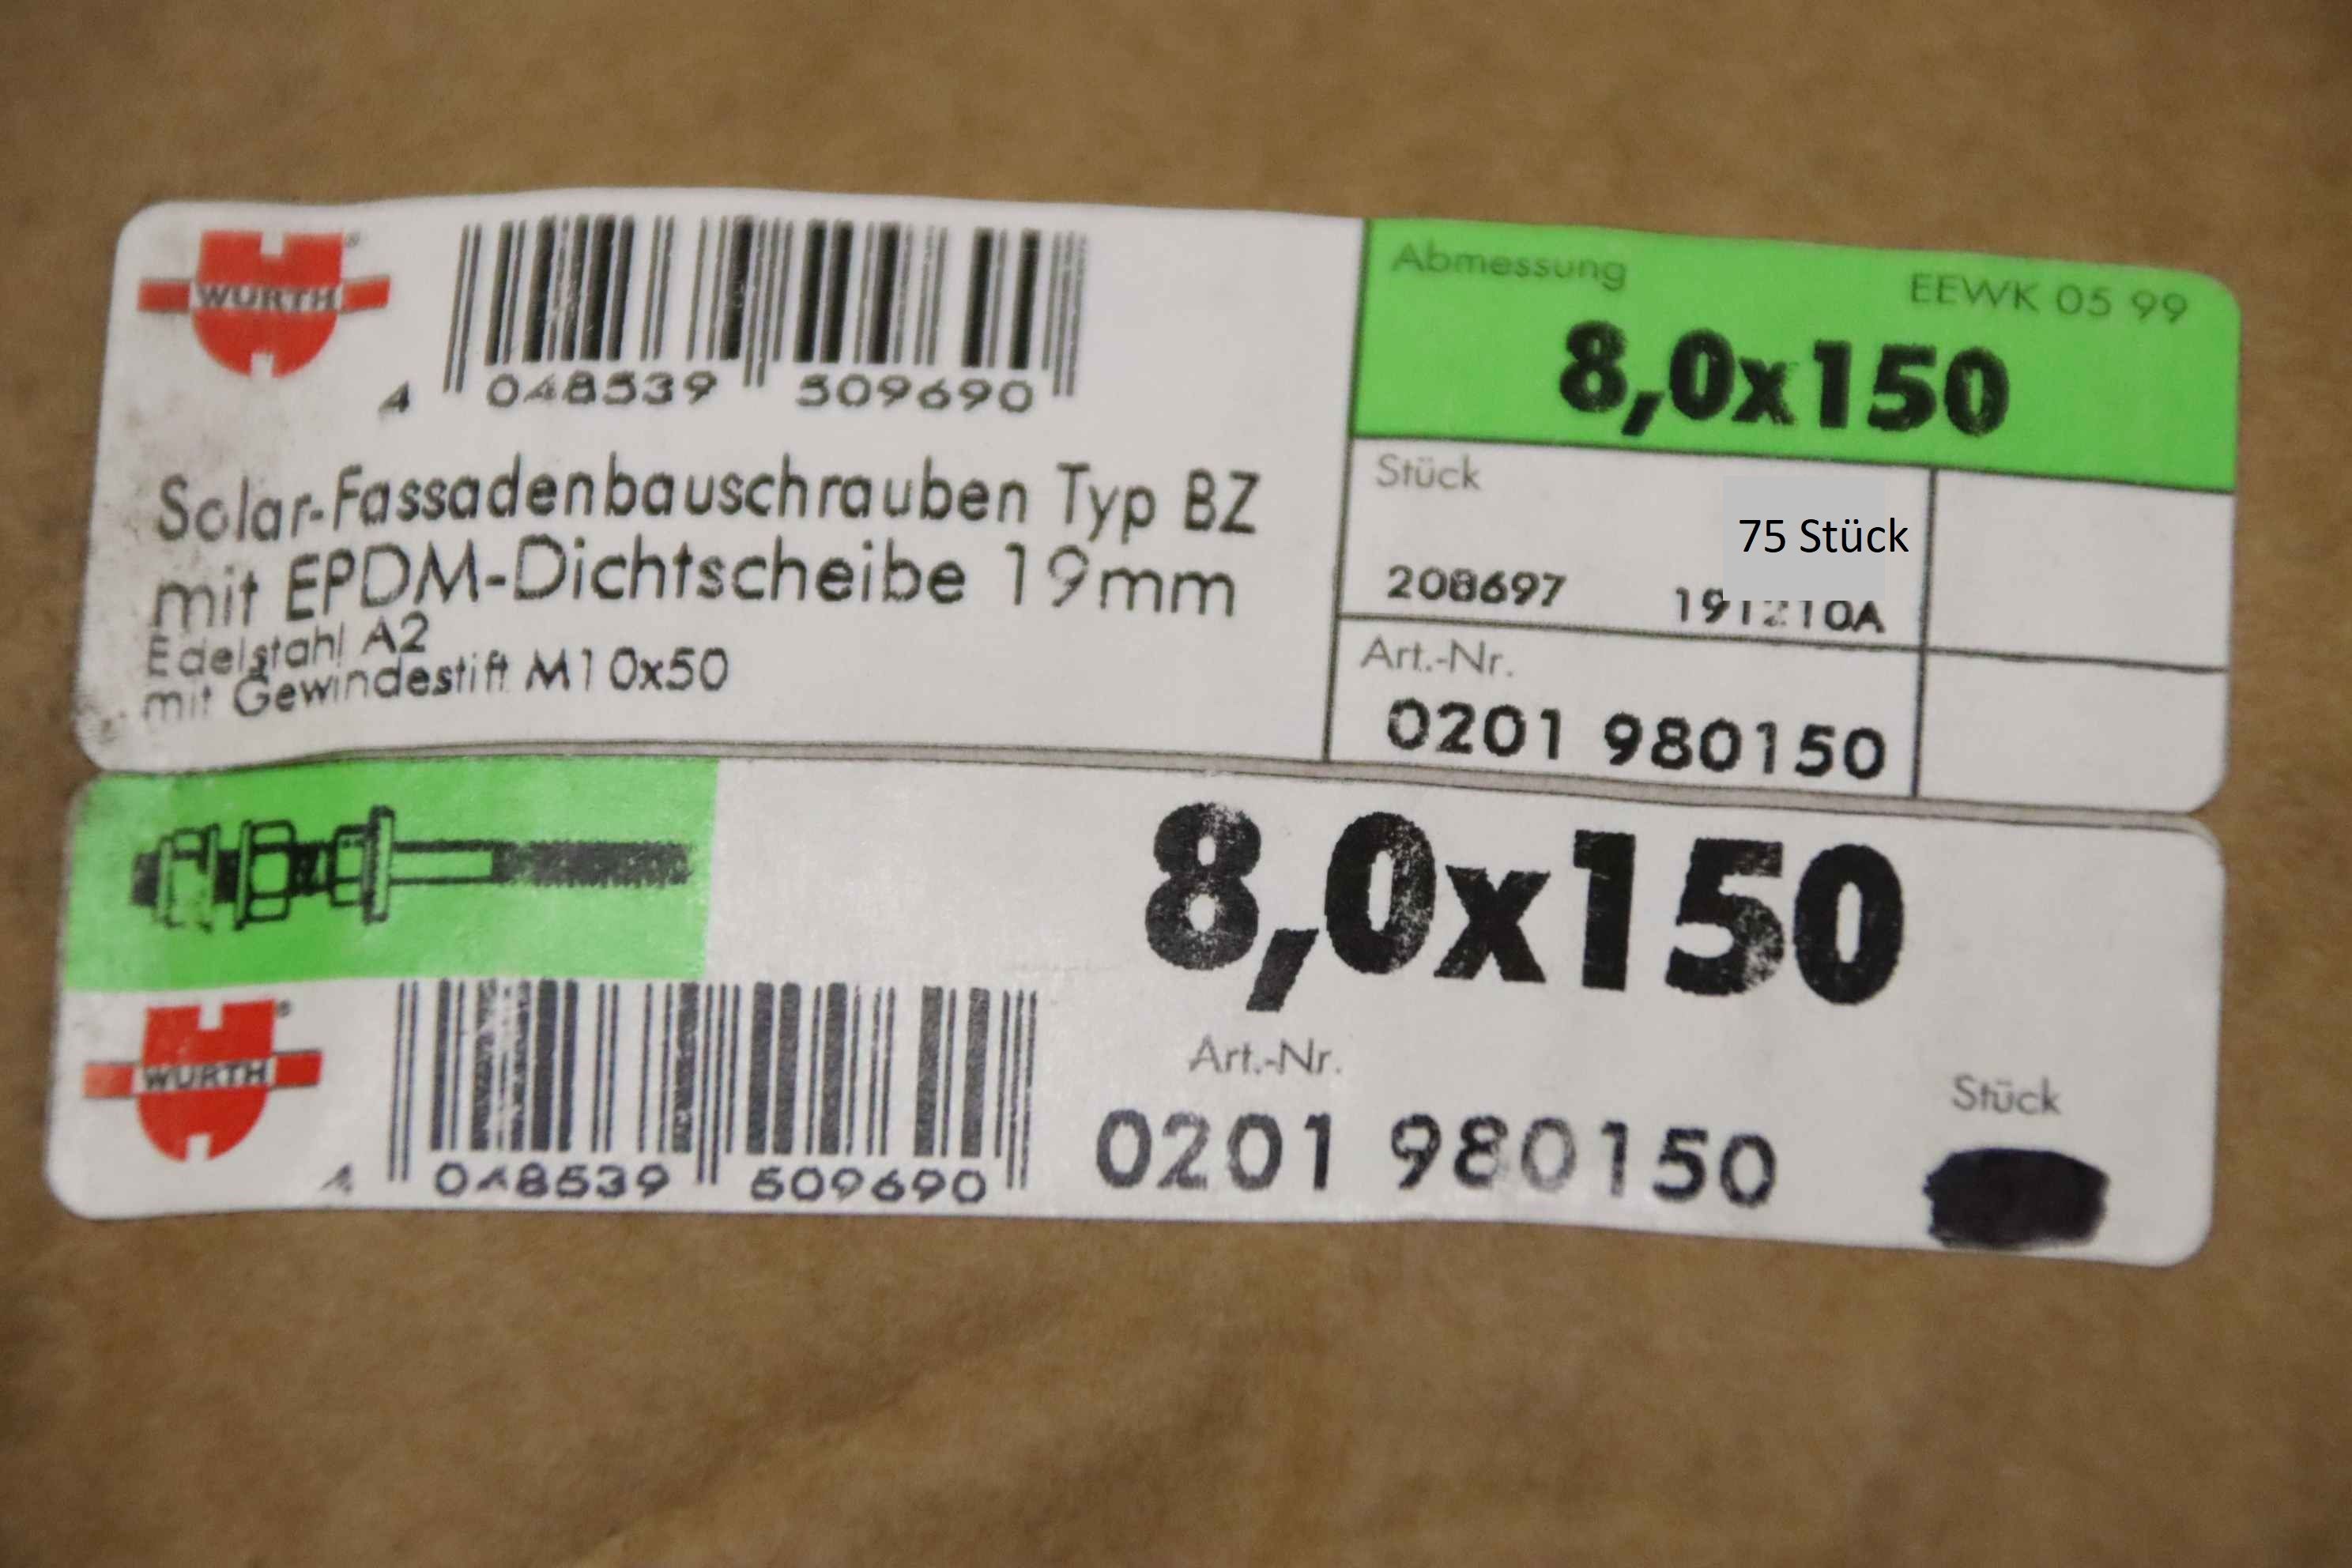 WÜRTH
4 048539 509690
Solar-Fassadenbauschrauben Typ BZ
mit EPDM-Dichtscheibe 19mm
Edelstahl A2
mit Gewindestift M10x50
Abmessung EEWK 05 99
8,0x150
Stück
75 Stück
208697 191210A
Art.-Nr.
0201 980150
8,0x150
WÜRTH
4 048539 509690
Art.-Nr.
0201 980150
Stück